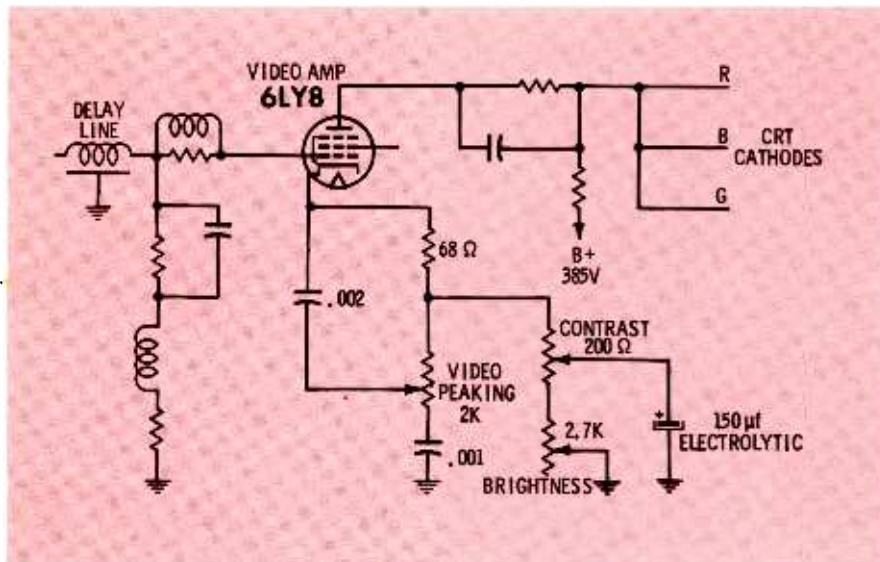 VIDEO AMP
6LY8
DELAY
LINE
R
B
CRT
CATHODES
G
68 Ω
B+
385V
.002
CONTRAST
200 Ω
VIDEO
PEAKING
2K
2.7K
+
150 µf
ELECTROLYTIC
.001
BRIGHTNESS